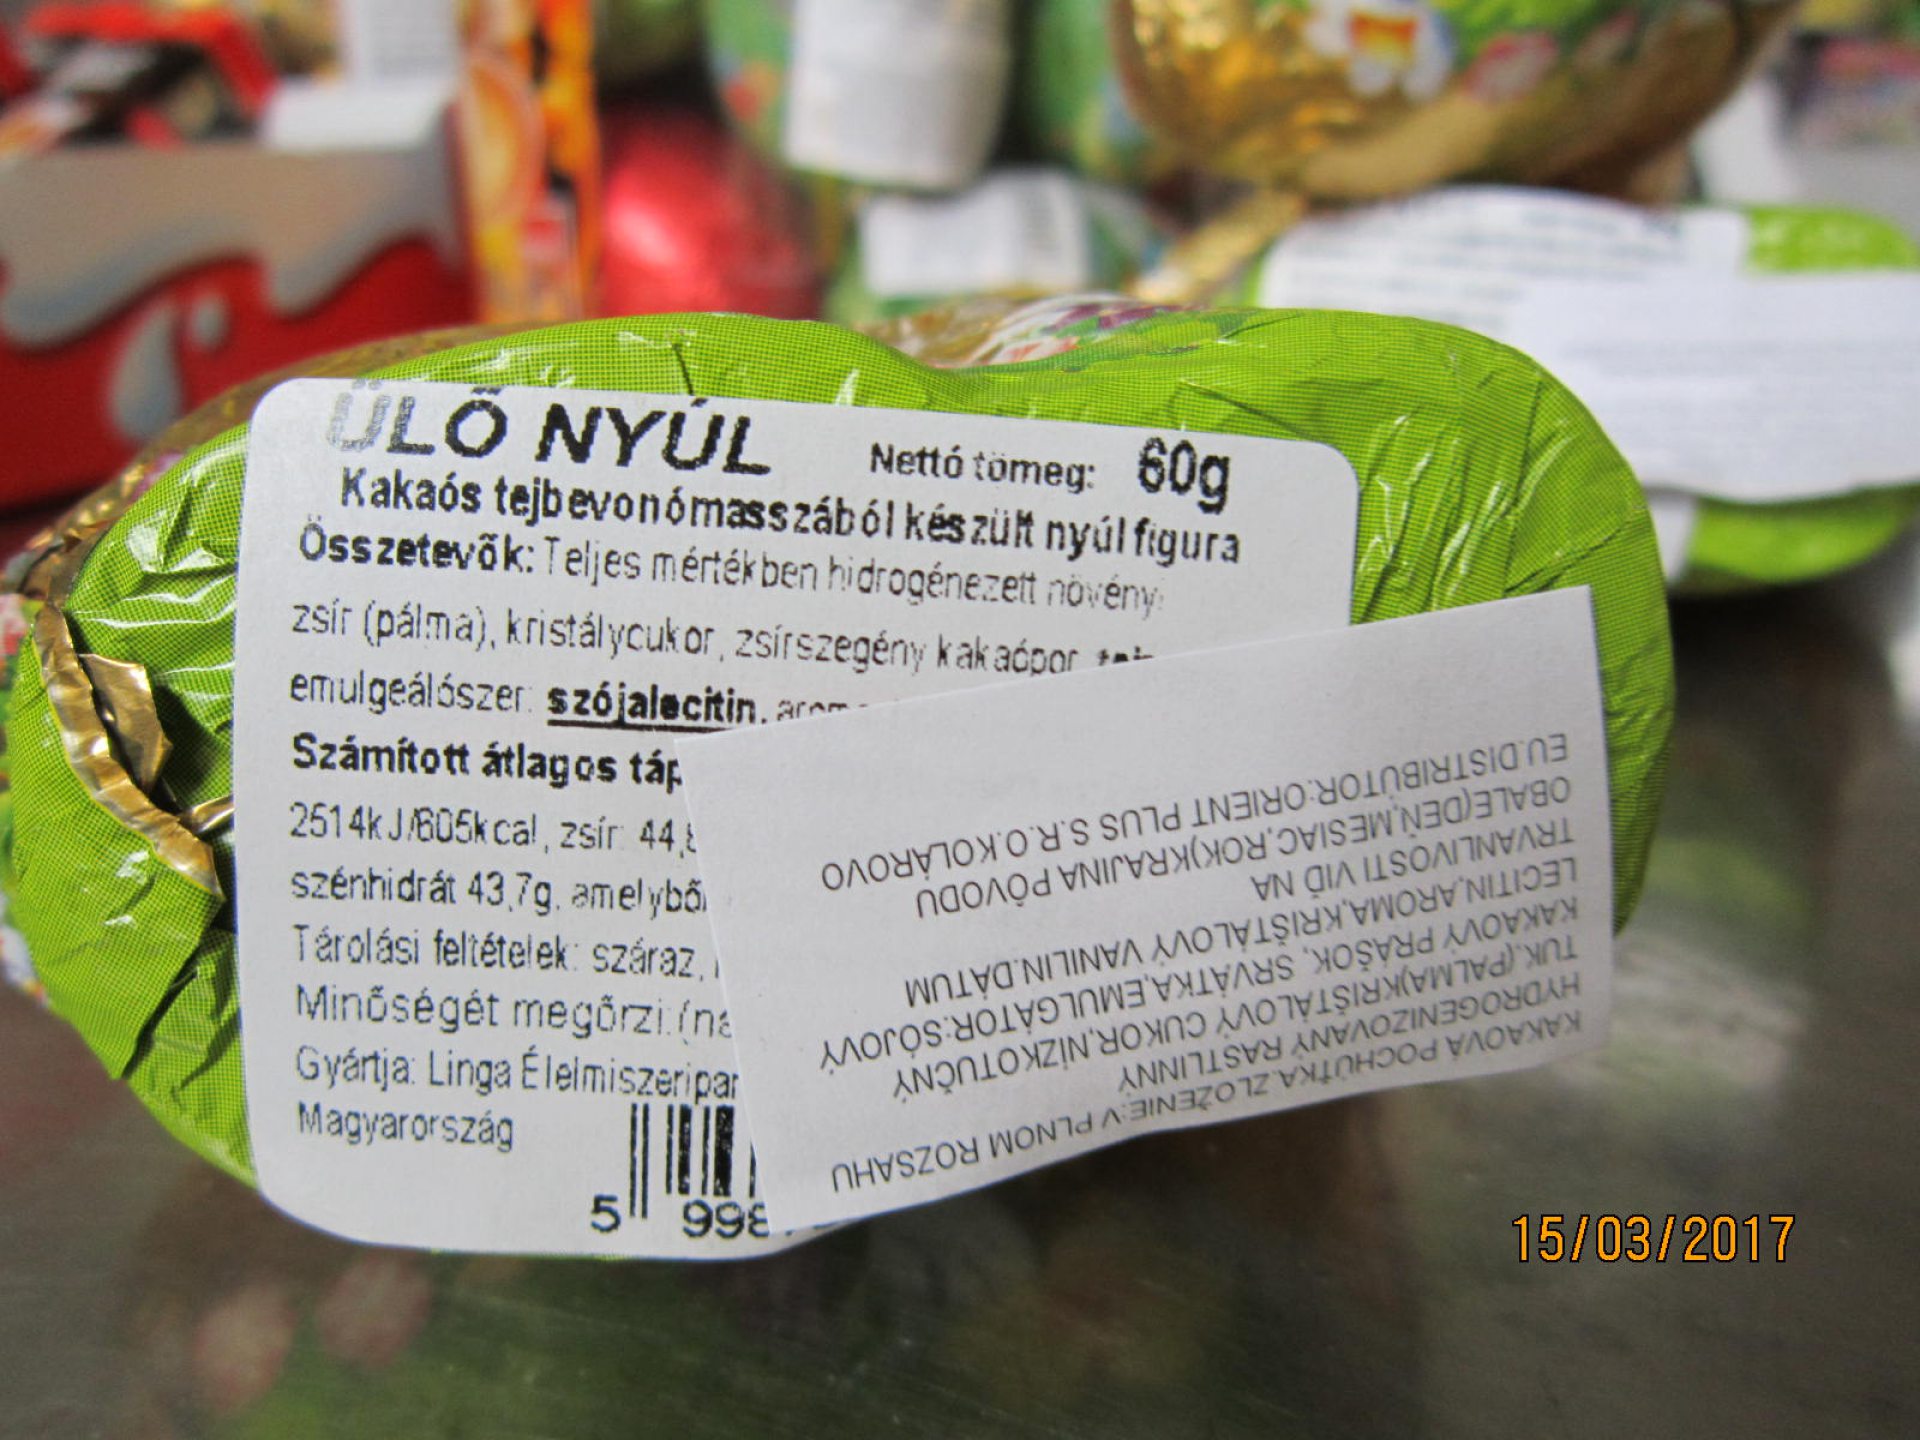 ÜLŐ NYÚL Nettó tömeg: 60g
Kakaós tejbevonómasszából készült nyúl figura
Összetevők: Teljes mértékben hidrogénezett növényi
zsír (pálma), kristálycukor, zsírszegény kakaópor,
emulgeálószer: szójalecitin,
Számított átlagos táp
2514kJ/605kcal, zsír: 44,8
szénhidrát 43,7g, amelyből
Tárolási feltételek: száraz,
Minőségét megőrzi:(na
Gyártja: Linga Élelmiszeripar
Magyarország
5 998
KAKAOVÁ POCHÚTKA.ZLOŽENIE:V PLNOM ROZSAHU
HYDROGENIZOVANÝ RASTLINNÝ
TUK,(PALMA)KRIŠTÁLOVÝ CUKOR,NÍZKOTUČNÝ
KAKAOVÝ PRÁŠOK, SRVÁTKA,EMULGÁTOR:SÓJOVÝ
LECITIN,AROMA,KRIŠTÁLOVÝ VANILIN.DÁTUM
TRVANLIVOSTI VIĎ NA
OBALE(DEŇ,MESIAC,ROK)KRAJINA PÔVODU
EU.DISTRIBÚTOR:ORIENT PLUS S.R.O.KOLÁROVO
15/03/2017